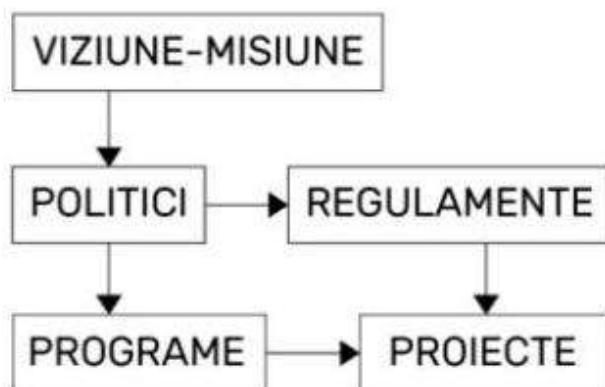 VIZIUNE-MISIUNE
POLITICI
REGULAMENTE
PROGRAME
PROIECTE